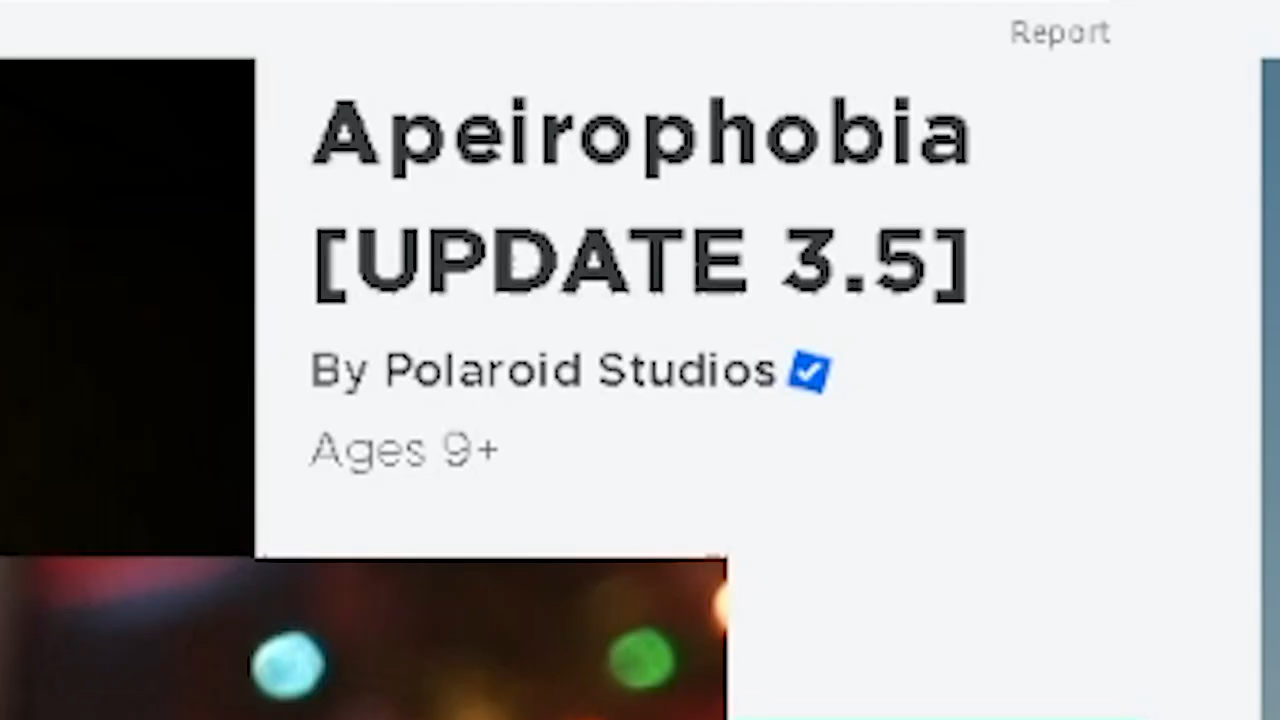 Report
Apeirophobia
[UPDATE 3.5]
By Polaroid Studios
Ages 9+